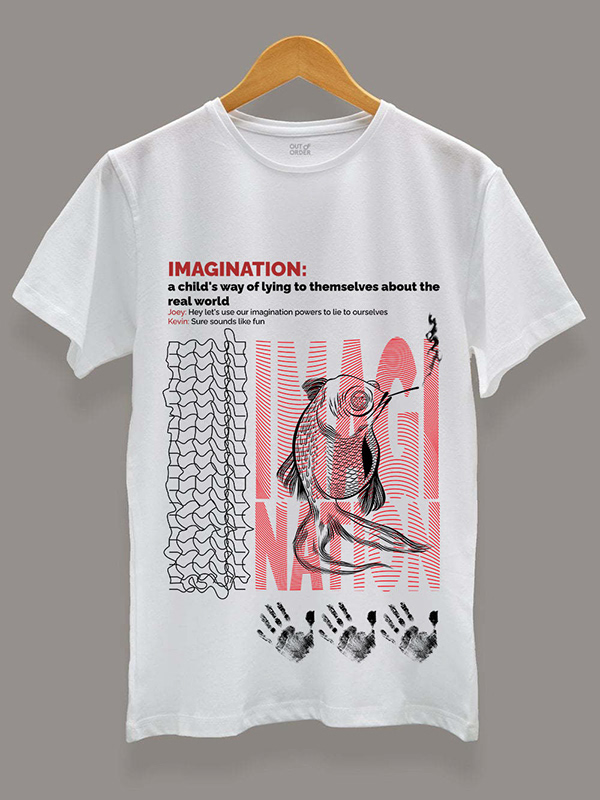 OUT OF
ORDER
IMAGINATION:
a child's way of lying to themselves about the
real world
Joey: Hey let's use our imagination powers to lie to ourselves
Kevin: Sure sounds like fun
IMAGI
NATION